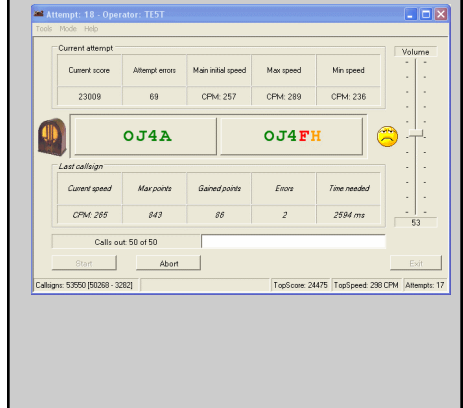 Attempt: 18 - Operator: TEST
Tools Mode Help
Current attempt
Volume
Current score Attempt errors Main initial speed Max speed Min speed
23009 69 CPM: 257 CPM: 289 CPM: 236
OJ4A OJ4FH
Last callsign
Current speed Max points Gained points Errors Time needed
CPM: 265 843 86 2 2594 ms
53
Calls out: 50 of 50
Start Abort Exit
Callsigns: 53550 [50268 - 3282] TopScore: 24475 TopSpeed: 298 CPM Attempts: 17